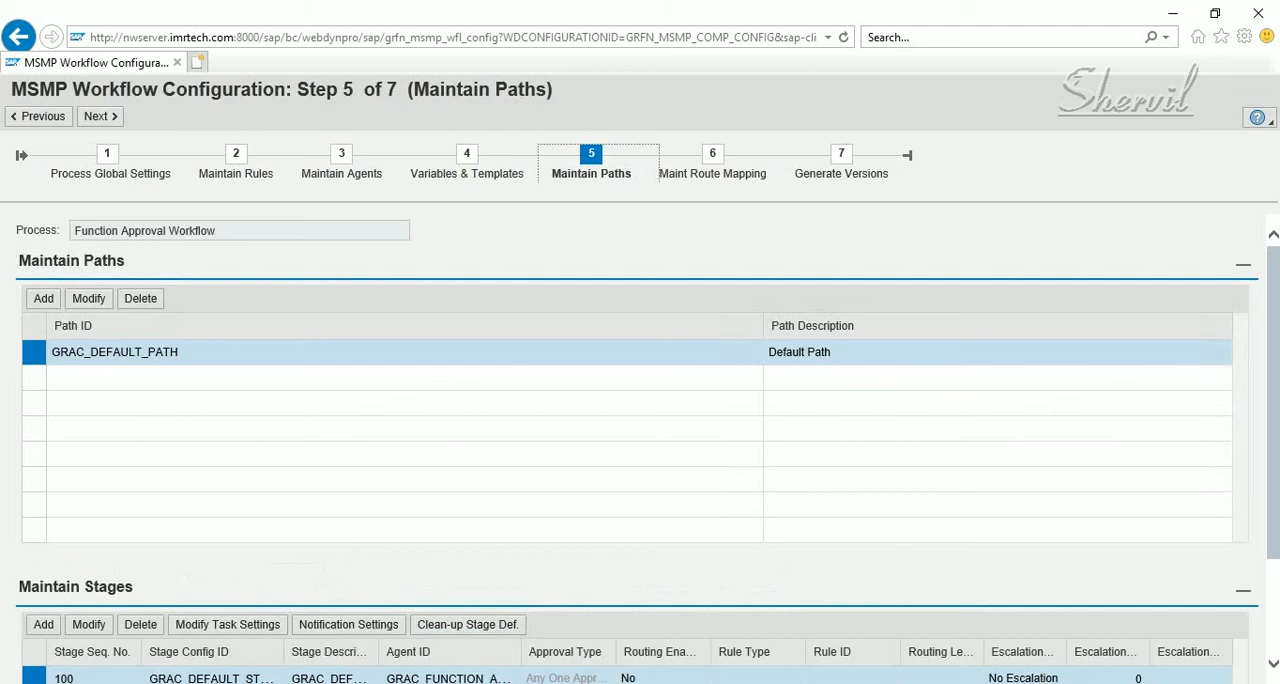 http://nwserver.imrtech.com:8000/sap/bc/webdynpro/sap/grfn_msmp_wfl_config?WDCONFIGURATIONID=GRFN_MSMP_COMP_CONFIG&sap-cli
Search...
MSMP Workflow Configura...
MSMP Workflow Configuration: Step 5 of 7 (Maintain Paths)
Shervil
Previous Next
1 2 3 4 5 6 7
Process Global Settings Maintain Rules Maintain Agents Variables & Templates Maintain Paths Maint Route Mapping Generate Versions
Process: Function Approval Workflow
Maintain Paths
Add Modify Delete
Path ID Path Description
GRAC_DEFAULT_PATH Default Path
Maintain Stages
Add Modify Delete Modify Task Settings Notification Settings Clean-up Stage Def.
Stage Seq. No. Stage Config ID Stage Descri... Agent ID Approval Type Routing Ena... Rule Type Rule ID Routing Le... Escalation... Escalation... Escalation...
100 GRAC_DEFAULT_ST... GRAC_DEF... GRAC_FUNCTION_A... Any One Appr... No No Escalation 0